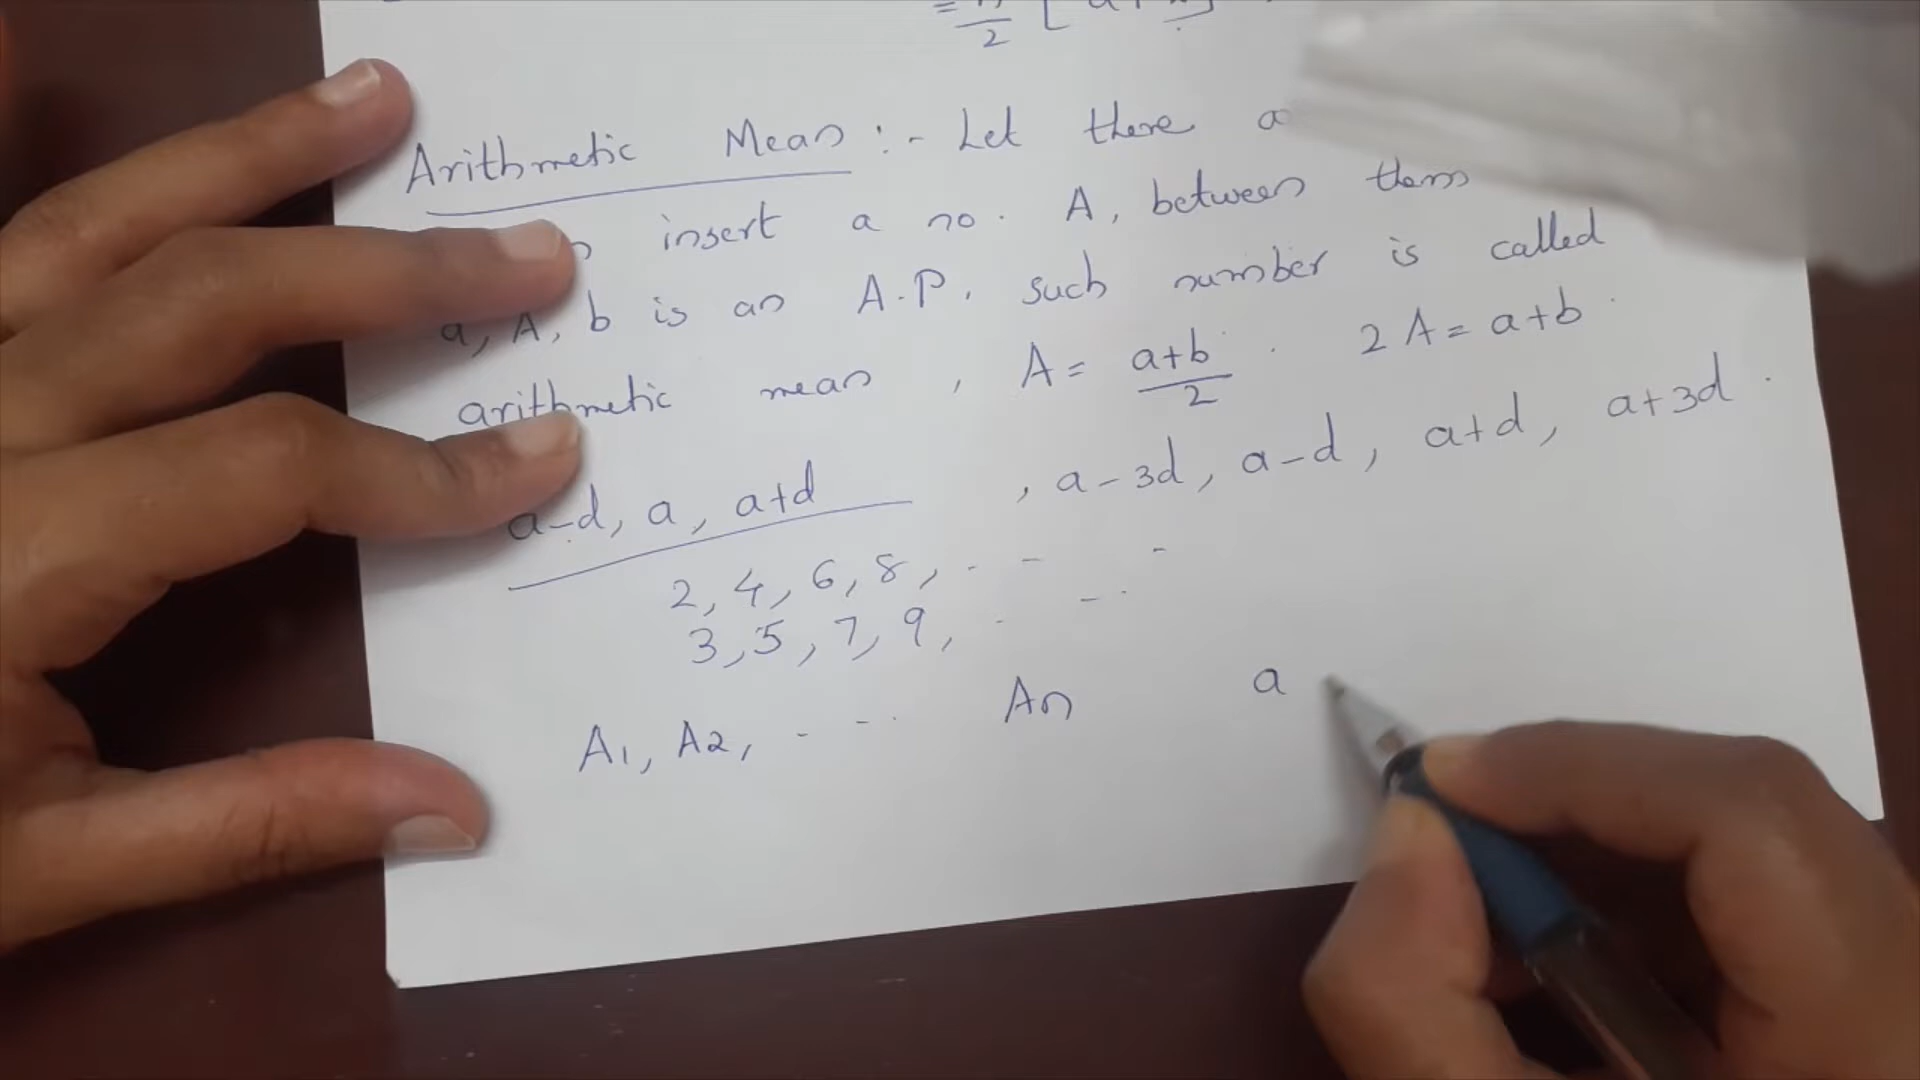 = n/2 [a +
Arithmetic Mean :- Let there a
insert a no. A, between them
a, A, b is an A.P. such number is called
arithmetic mean, A = a+b/2. 2A = a+b.
a-d, a, a+d , a-3d, a-d, a+d, a+3d.
2, 4, 6, 8, . - -
3, 5, 7, 9, . - .
A1, A2, - - . An a